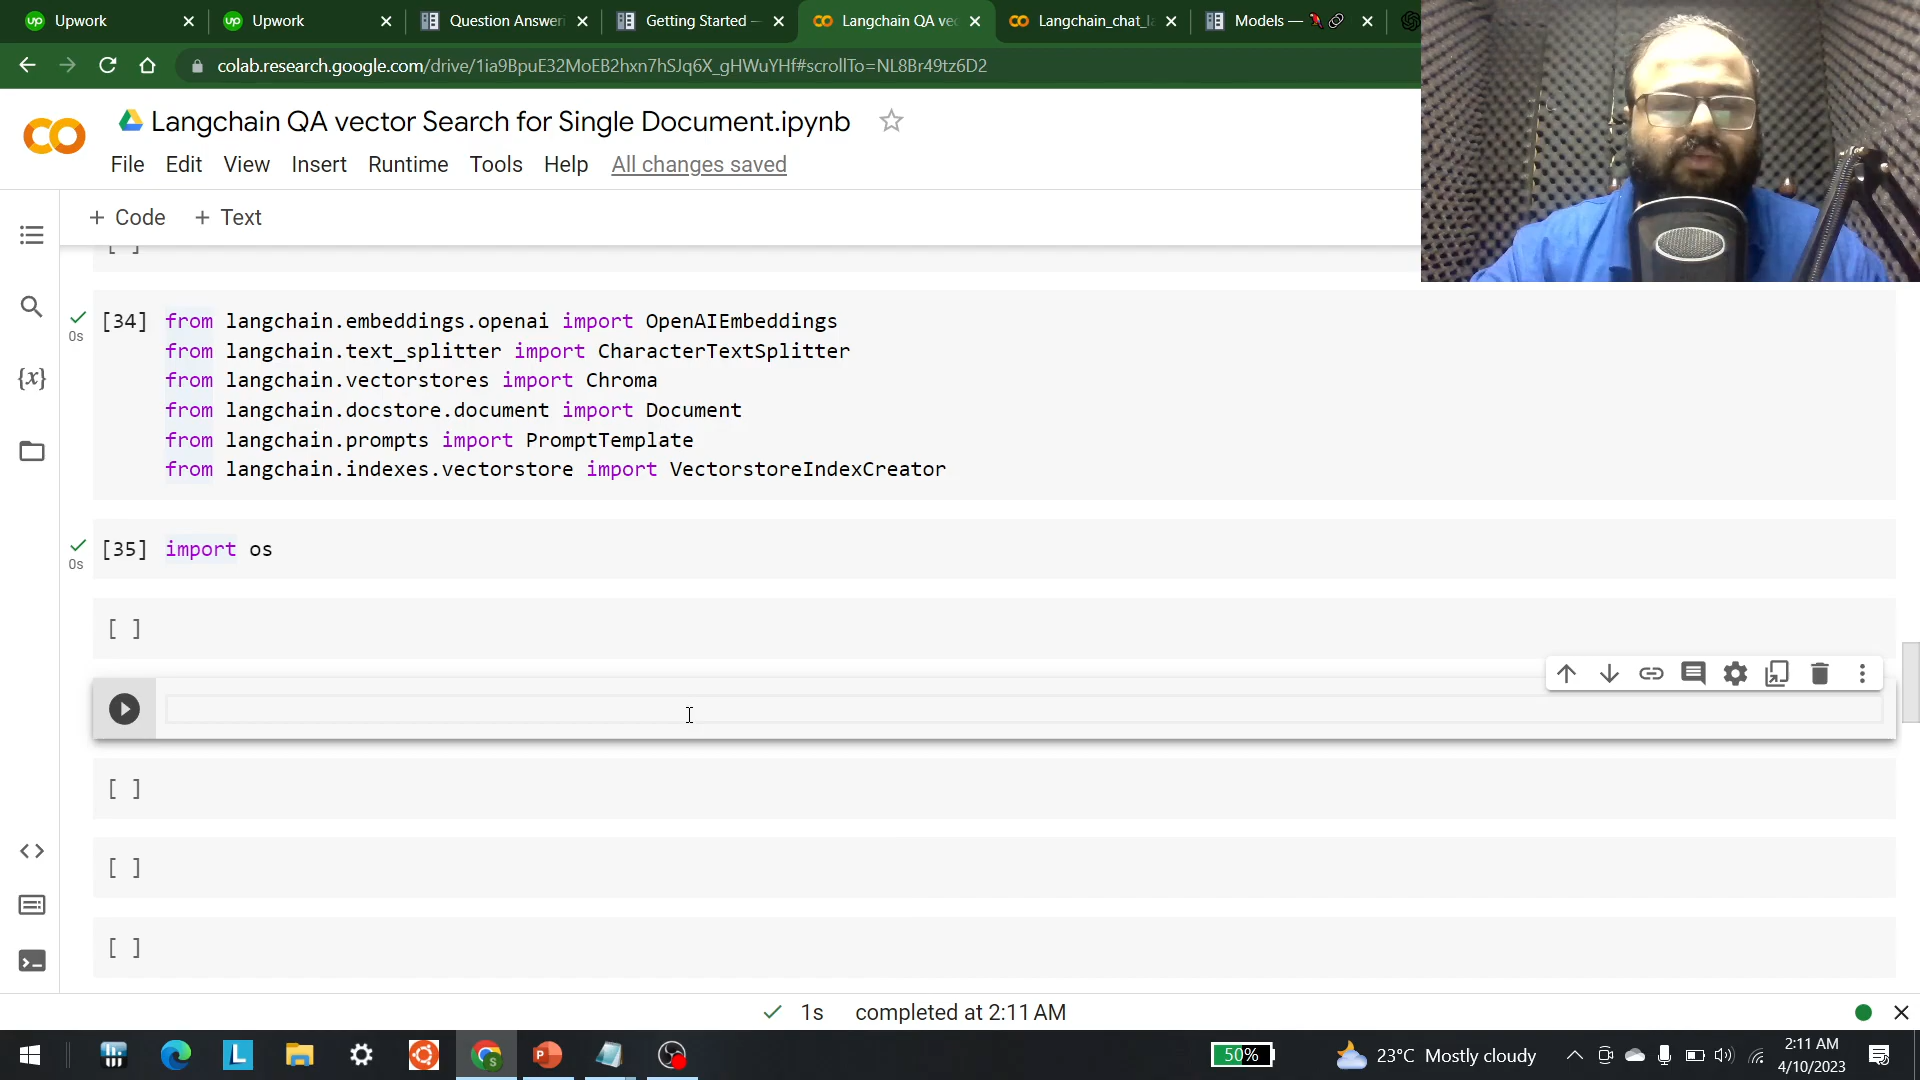 Upwork
Upwork
Question Answeri
Getting Started —
Langchain QA vec
Langchain_chat_la
Models —
colab.research.google.com/drive/1ia9BpuE32MoEB2hxn7hSJq6X_gHWuYHf#scrollTo=NL8Br49tz6D2
Langchain QA vector Search for Single Document.ipynb
File Edit View Insert Runtime Tools Help All changes saved
+ Code + Text
[ ]
[34] from langchain.embeddings.openai import OpenAIEmbeddings
0s
from langchain.text_splitter import CharacterTextSplitter
from langchain.vectorstores import Chroma
from langchain.docstore.document import Document
from langchain.prompts import PromptTemplate
from langchain.indexes.vectorstore import VectorstoreIndexCreator
[35] import os
0s
[ ]
[ ]
[ ]
[ ]
1s completed at 2:11 AM
50%
23°C Mostly cloudy
2:11 AM
4/10/2023